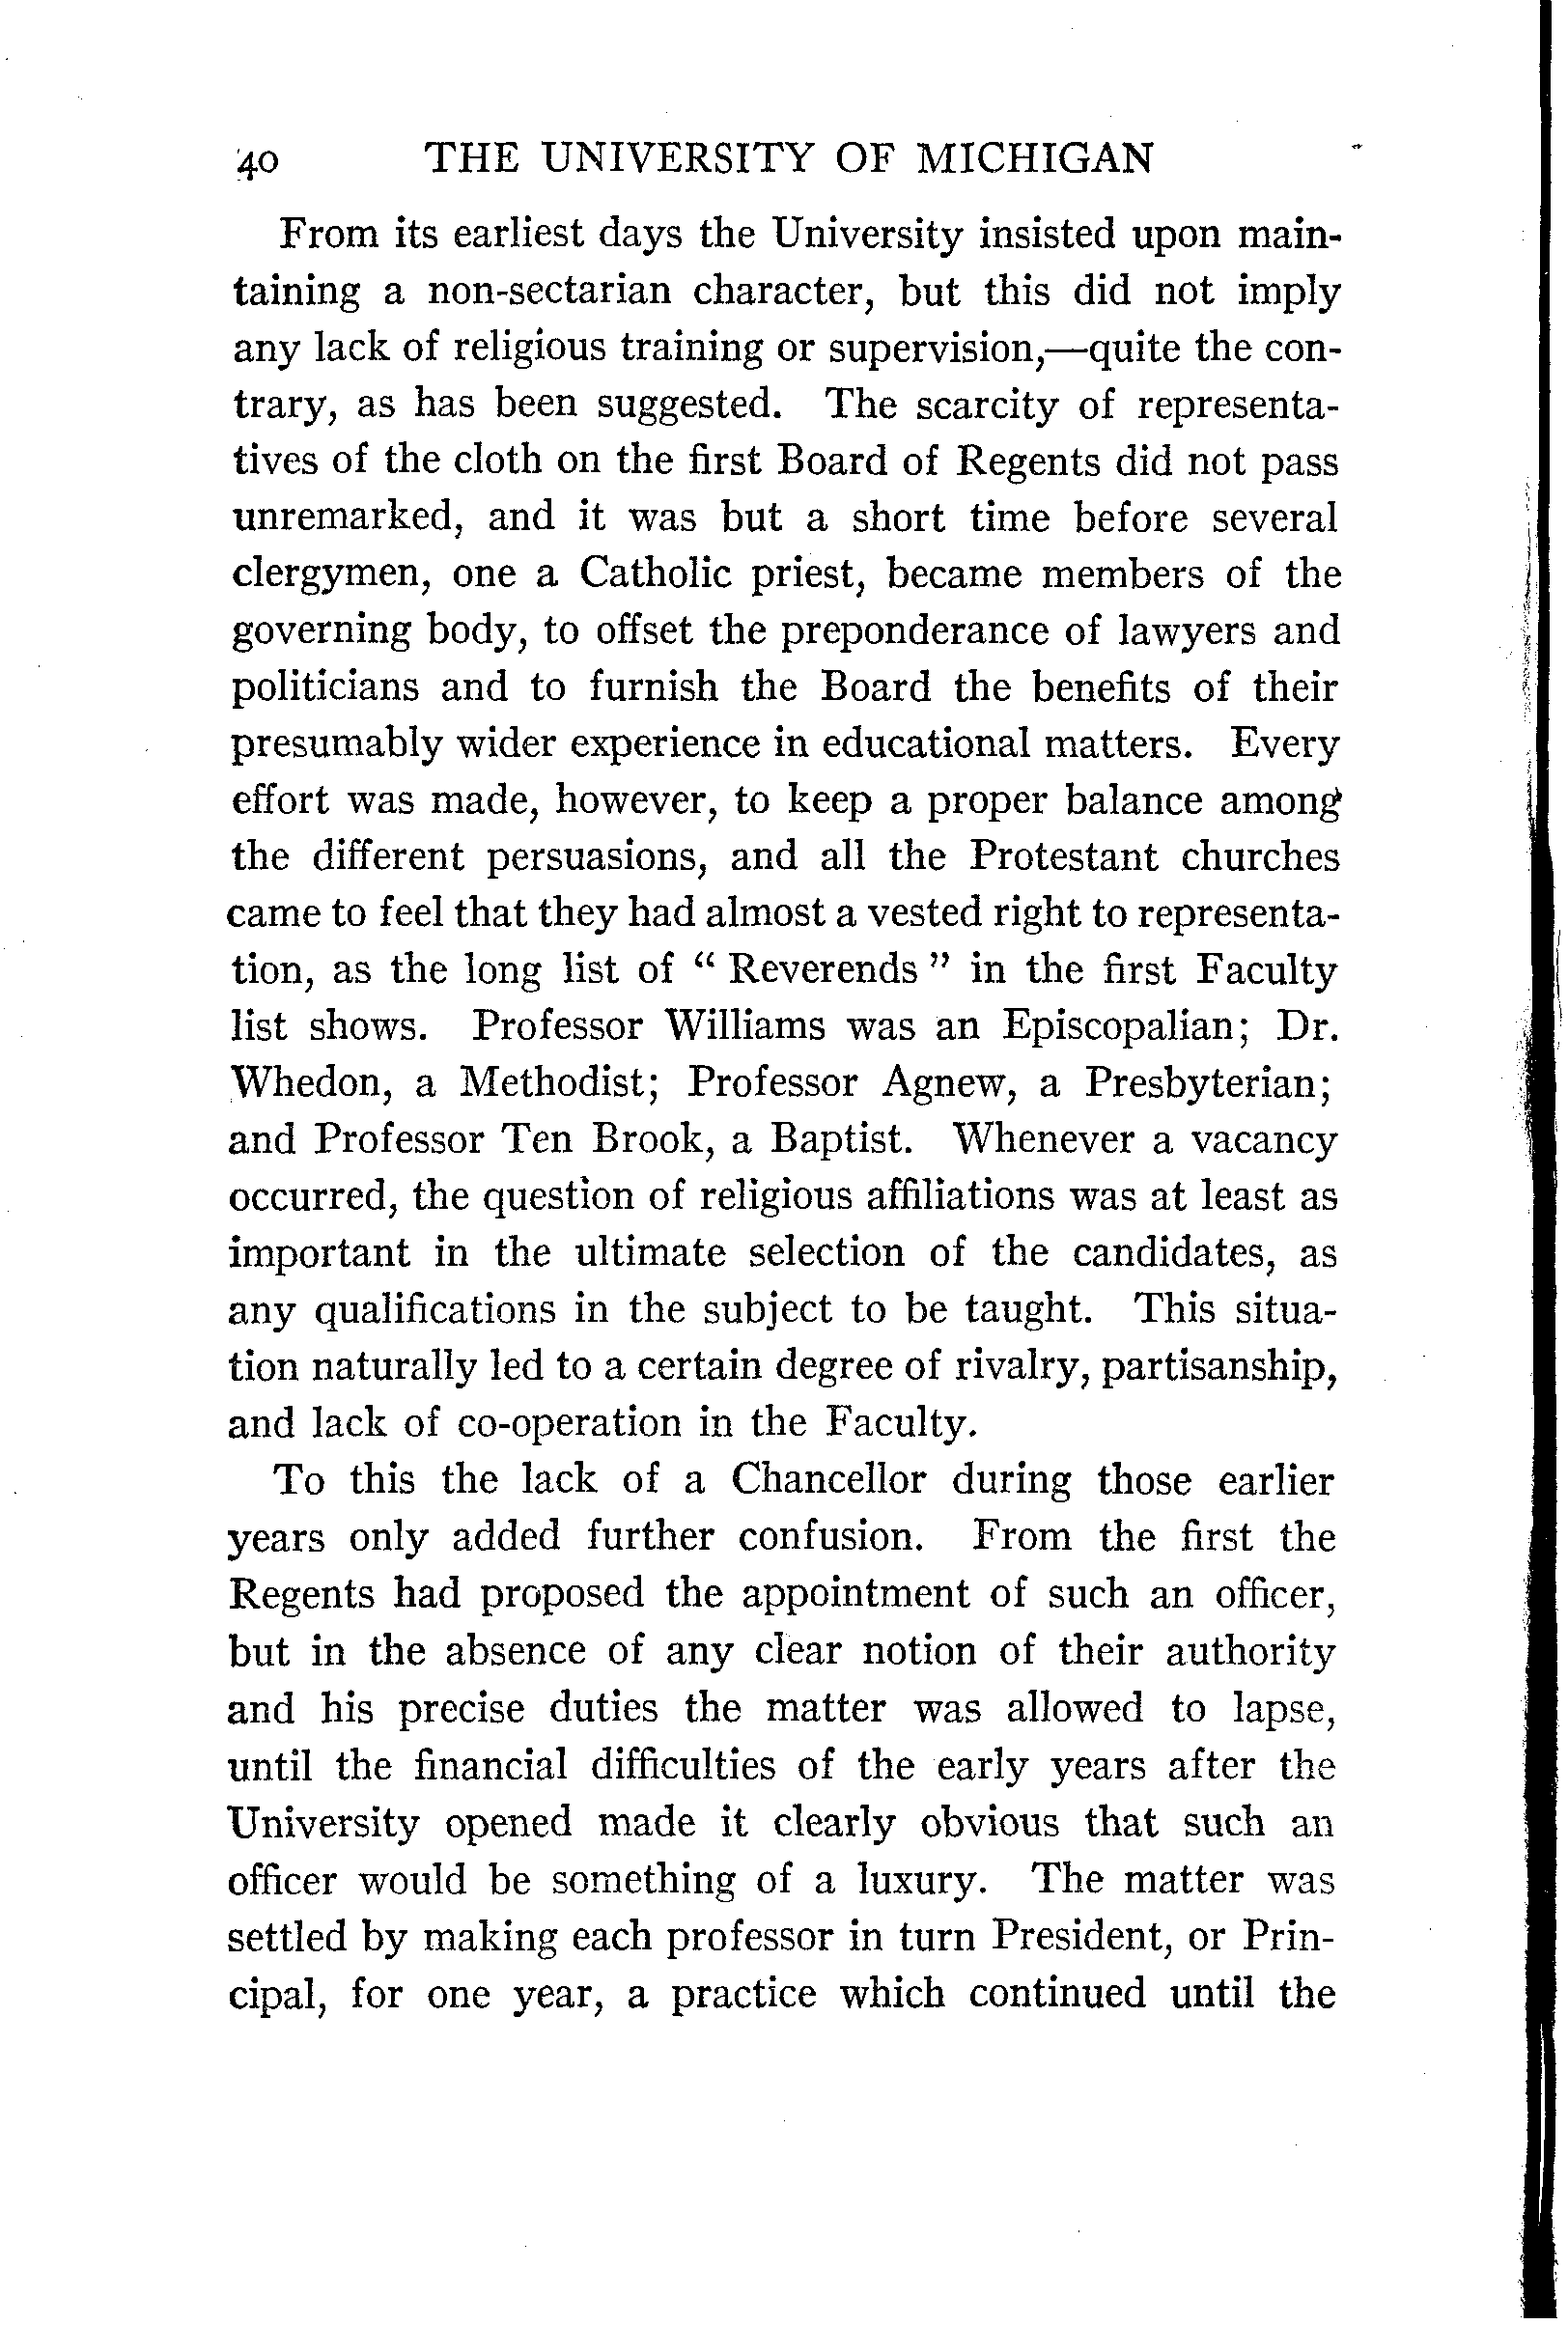 40 THE UNIVERSITY OF MICHIGAN
From its earliest days the University insisted upon main-
taining a non-sectarian character, but this did not imply
any lack of religious training or supervision,—quite the con-
trary, as has been suggested. The scarcity of representa-
tives of the cloth on the first Board of Regents did not pass
unremarked, and it was but a short time before several
clergymen, one a Catholic priest, became members of the
governing body, to offset the preponderance of lawyers and
politicians and to furnish the Board the benefits of their
presumably wider experience in educational matters. Every
effort was made, however, to keep a proper balance among
the different persuasions, and all the Protestant churches
came to feel that they had almost a vested right to representa-
tion, as the long list of " Reverends " in the first Faculty
list shows. Professor Williams was an Episcopalian; Dr.
Whedon, a Methodist; Professor Agnew, a Presbyterian;
and Professor Ten Brook, a Baptist. Whenever a vacancy
occurred, the question of religious affiliations was at least as
important in the ultimate selection of the candidates, as
any qualifications in the subject to be taught. This situa-
tion naturally led to a certain degree of rivalry, partisanship,
and lack of co-operation in the Faculty.
To this the lack of a Chancellor during those earlier
years only added further confusion. From the first the
Regents had proposed the appointment of such an officer,
but in the absence of any clear notion of their authority
and his precise duties the matter was allowed to lapse,
until the financial difficulties of the early years after the
University opened made it clearly obvious that such an
officer would be something of a luxury. The matter was
settled by making each professor in turn President, or Prin-
cipal, for one year, a practice which continued until the